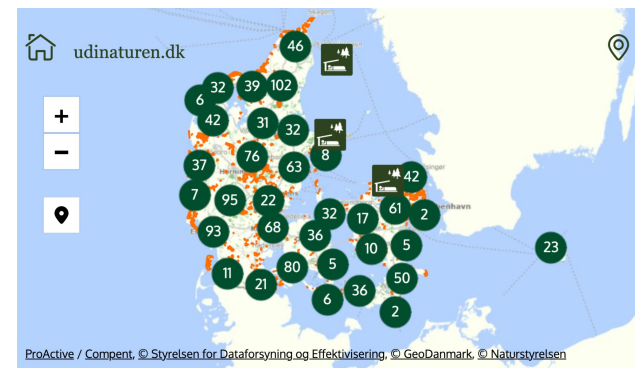 46
udinaturen.dk
32 39 102
6
+
42 31 32
−
76 8
37 63
42
7 95 22
32 17 61 2
93 68 36
10 5 23
11 80 5
21 50
6 36
2
ProActive / Compent, © Styrelsen for Dataforsyning og Effektivisering, © GeoDanmark, © Naturstyrelsen